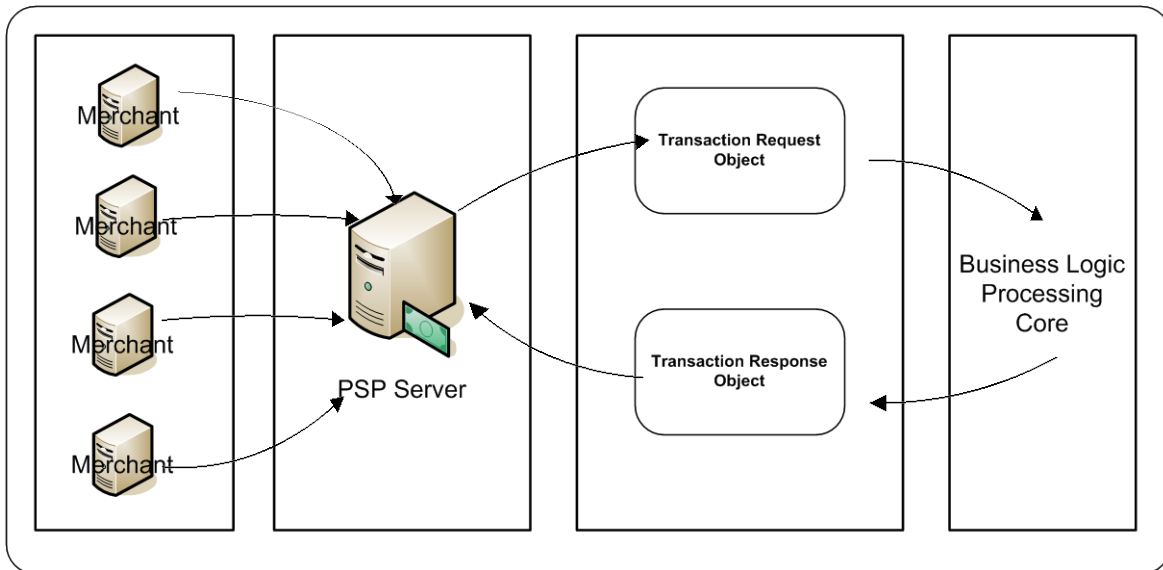 Merchant
Merchant
Merchant
Merchant
PSP Server
Transaction Request
Object
Transaction Response
Object
Business Logic
Processing
Core